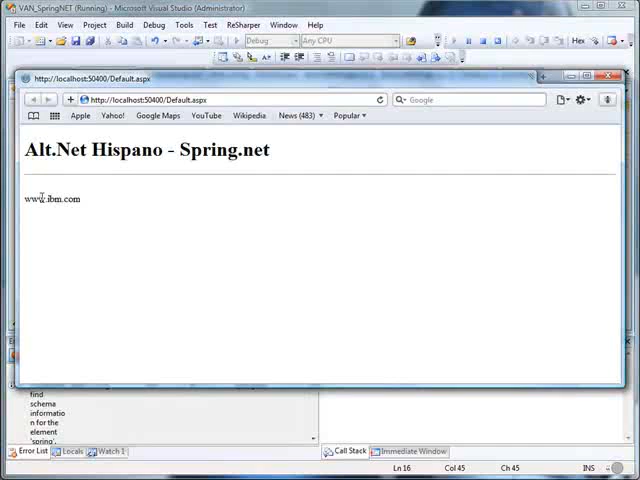 VAN_SpringNET (Running) - Microsoft Visual Studio (Administrator)
File Edit View Project Build Debug Tools Test ReSharper Window Help
Debug Any CPU Hex
http://localhost:50400/Default.aspx
http://localhost:50400/Default.aspx Google
Apple Yahoo! Google Maps YouTube Wikipedia News (483) Popular
Alt.Net Hispano - Spring.net
www.ibm.com
find
schema
informatio
n for the
element
'spring'.
Error List Locals Watch 1 Call Stack Immediate Window
Ln 16 Col 45 Ch 45 INS